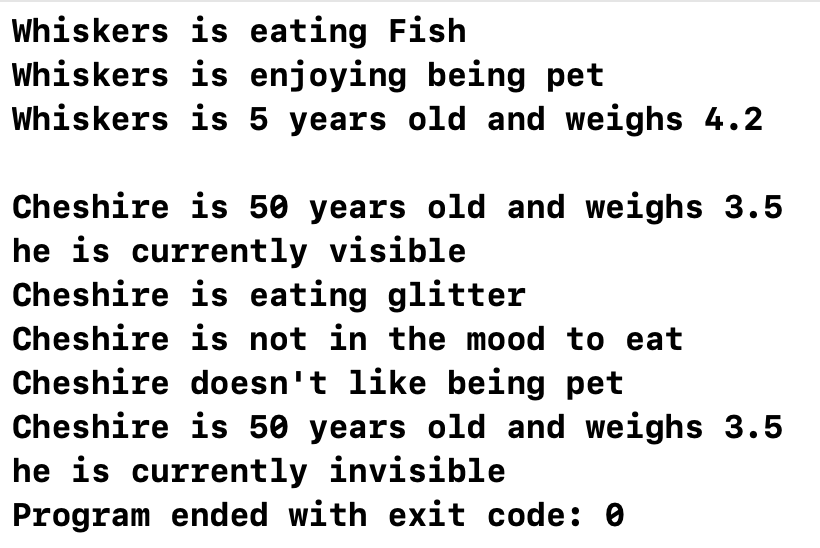 Whiskers is eating Fish
Whiskers is enjoying being pet
Whiskers is 5 years old and weighs 4.2
Cheshire is 50 years old and weighs 3.5
he is currently visible
Cheshire is eating glitter
Cheshire is not in the mood to eat
Cheshire doesn't like being pet
Cheshire is 50 years old and weighs 3.5
he is currently invisible
Program ended with exit code: 0